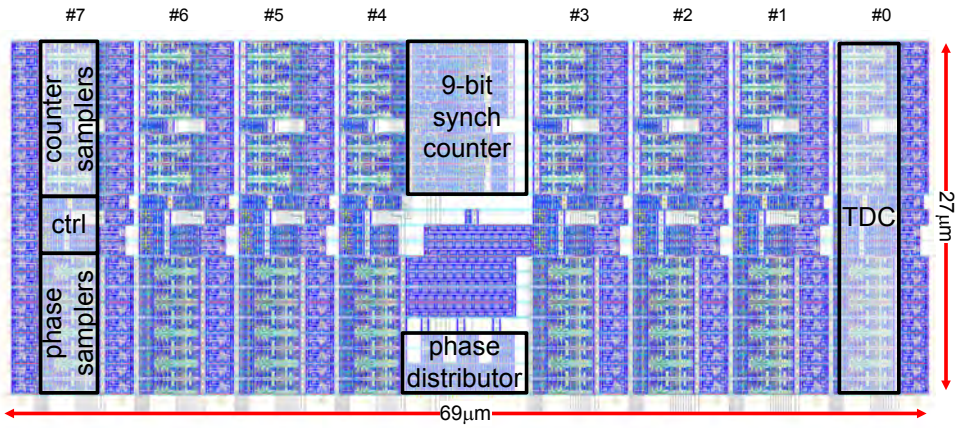 #7 #6 #5 #4 #3 #2 #1 #0
counter
samplers
9-bit
synch
counter
ctrl
TDC
27µm
phase
samplers
phase
distributor
69µm